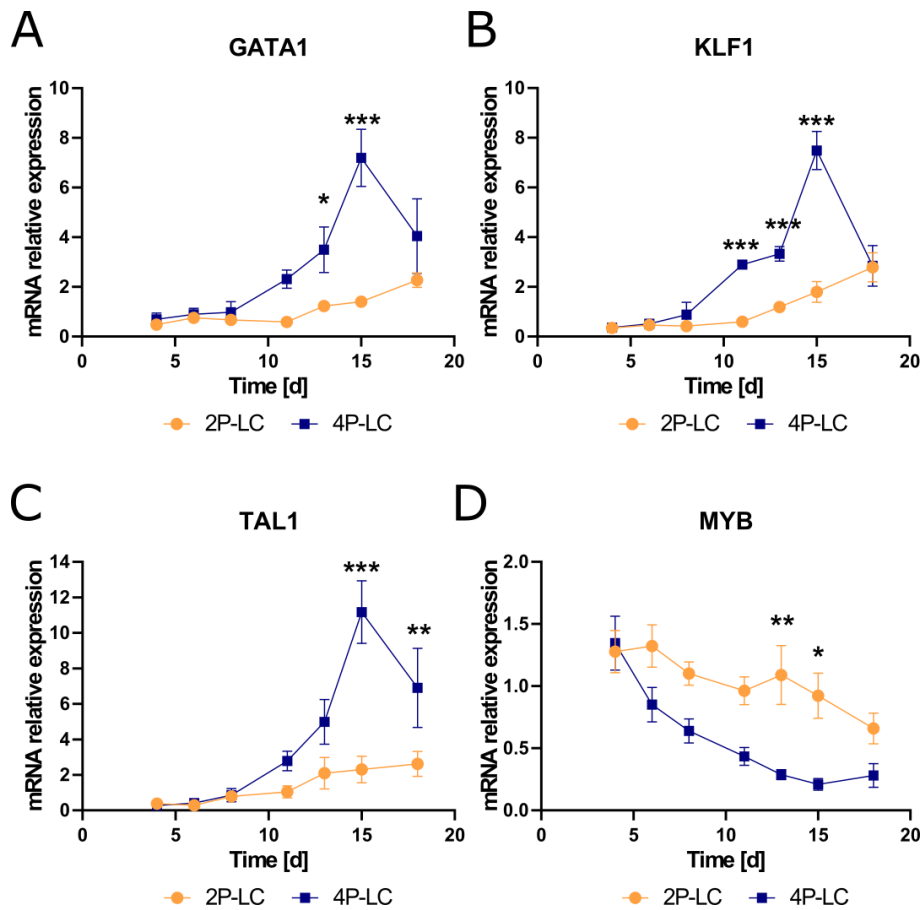 A
GATA1
mRNA relative expression
10
8
6
4
2
0
*
***
0 5 10 15 20
Time [d]
2P-LC 4P-LC
B
KLF1
mRNA relative expression
10
8
6
4
2
0
***
***
***
0 5 10 15 20
Time [d]
2P-LC 4P-LC
C
TAL1
mRNA relative expression
14
12
10
8
6
4
2
0
***
**
0 5 10 15 20
Time [d]
2P-LC 4P-LC
D
MYB
mRNA relative expression
2.0
1.5
1.0
0.5
0.0
**
*
0 5 10 15 20
Time [d]
2P-LC 4P-LC